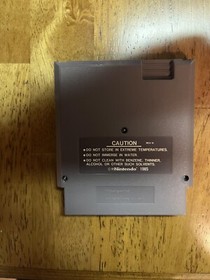 CAUTION
• DO NOT STORE IN EXTREME TEMPERATURES.
• DO NOT IMMERSE IN WATER.
• DO NOT CLEAN WITH BENZENE, THINNER,
ALCOHOL OR OTHER SUCH SOLVENTS.
Nintendo 1985